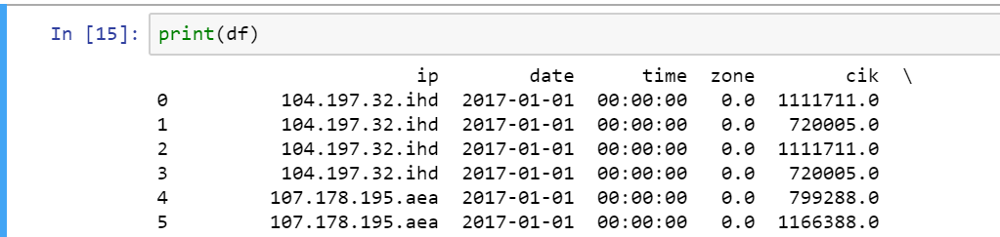 In [15]: print(df)
ip date time zone cik \
0 104.197.32.ihd 2017-01-01 00:00:00 0.0 1111711.0
1 104.197.32.ihd 2017-01-01 00:00:00 0.0 720005.0
2 104.197.32.ihd 2017-01-01 00:00:00 0.0 1111711.0
3 104.197.32.ihd 2017-01-01 00:00:00 0.0 720005.0
4 107.178.195.aea 2017-01-01 00:00:00 0.0 799288.0
5 107.178.195.aea 2017-01-01 00:00:00 0.0 1166388.0